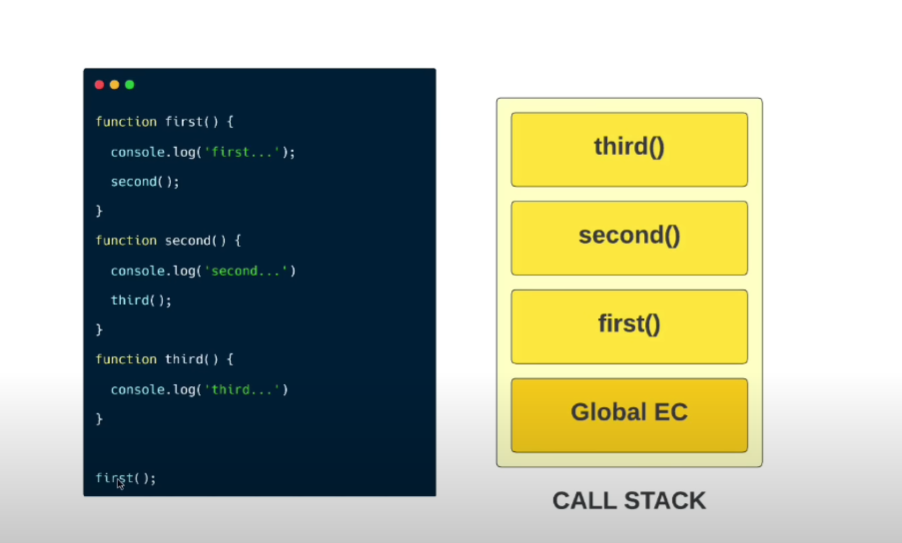 function first() {
console.log('first...');
second();
}
function second() {
console.log('second...')
third();
}
function third() {
console.log('third...')
}
first();
third()
second()
first()
Global EC
CALL STACK